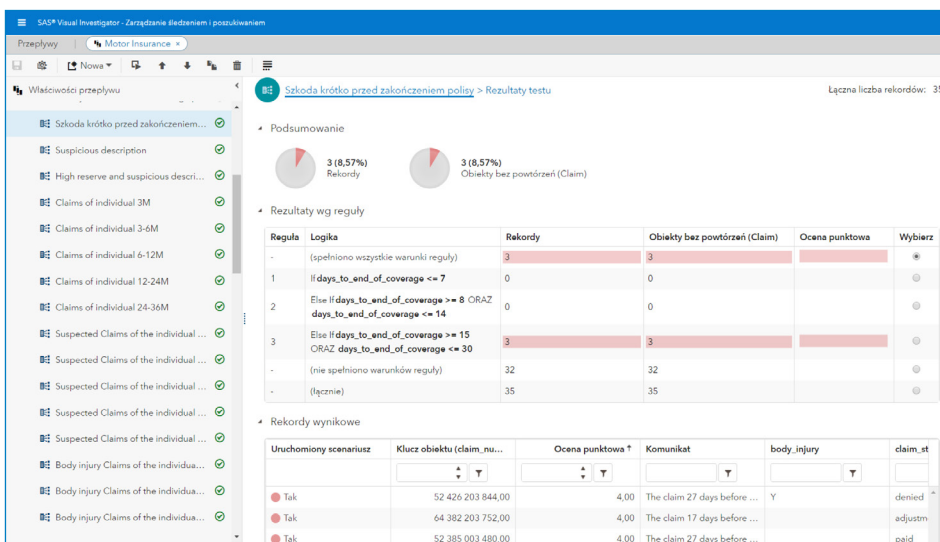 SAS® Visual Investigator - Zarządzanie śledzeniem i poszukiwaniem
Przepływy
Motor Insurance ×
Nowa
Właściwości przepływu
Szkoda krótko przed zakończeniem polisy > Rezultaty testu
Łączna liczba rekordów: 35
Szkoda krótko przed zakończeniem...
Suspicious description
High reserve and suspicious descri...
Claims of individual 3M
Claims of individual 3-6M
Claims of individual 6-12M
Claims of individual 12-24M
Claims of individual 24-36M
Suspected Claims of the individual ...
Suspected Claims of the individual ...
Suspected Claims of the individual ...
Suspected Claims of the individual ...
Suspected Claims of the individual ...
Body injury Claims of the individua...
Body injury Claims of the individua...
Body injury Claims of the individua...
Podsumowanie
3 (8,57%)
Rekordy
3 (8,57%)
Obiekty bez powtórzeń (Claim)
Rezultaty wg reguły
Reguła Logika Rekordy Obiekty bez powtórzeń (Claim) Ocena punktowa Wybierz
- (spełniono wszystkie warunki reguły) 3 3
1 If days_to_end_of_coverage <= 7 0 0
2 Else If days_to_end_of_coverage >= 8 ORAZ
days_to_end_of_coverage <= 14 0 0
3 Else If days_to_end_of_coverage >= 15
ORAZ days_to_end_of_coverage <= 30 3 3
- (nie spełniono warunków reguły) 32 32
- (łącznie) 35 35
Rekordy wynikowe
Uruchomiony scenariusz Klucz obiektu (claim_nu... Ocena punktowa ↑ Komunikat body_injury claim_st
Tak 52 426 203 844,00 4,00 The claim 27 days before ... Y denied
Tak 64 382 203 752,00 4,00 The claim 17 days before ... adjustm
Tak 52 385 003 480,00 4,00 The claim 27 days before ... paid